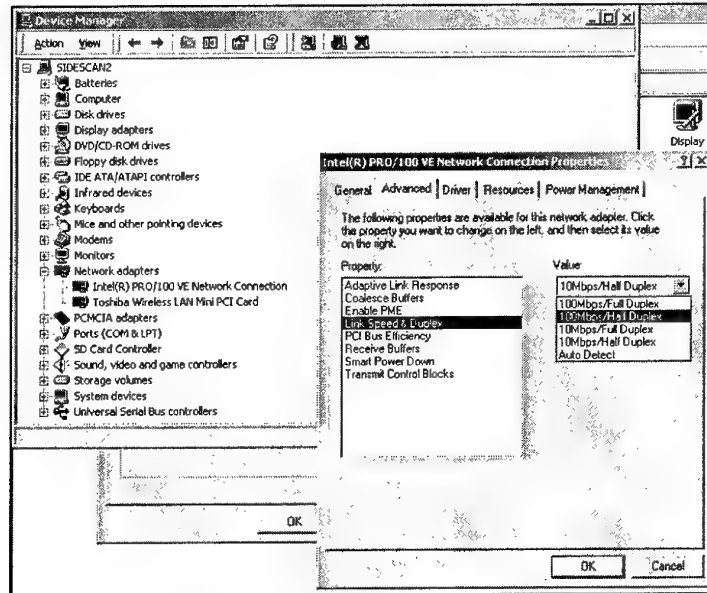 Device Manager
Action View
SIDESCAN2
Batteries
Computer
Disk drives
Display adapters
DVD/CD-ROM drives
Floppy disk drives
IDE ATA/ATAPI controllers
Infrared devices
Keyboards
Mice and other pointing devices
Modems
Monitors
Network adapters
Intel(R) PRO/100 VE Network Connection
Toshiba Wireless LAN Mini PCI Card
PCMCIA adapters
Ports (COM & LPT)
SD Card Controller
Sound, video and game controllers
Storage volumes
System devices
Universal Serial Bus controllers
Display
OK
Intel(R) PRO/100 VE Network Connection Properties
General Advanced Driver Resources Power Management
The following properties are available for this network adapter. Click
the property you want to change on the left, and then select its value
on the right.
Property:
Adaptive Link Response
Coalesce Buffers
Enable PME
Link Speed & Duplex
PCI Bus Efficiency
Receive Buffers
Smart Power Down
Transmit Control Blocks
Value:
10Mbps/Half Duplex
100Mbps/Full Duplex
100Mbps/Half Duplex
10Mbps/Full Duplex
10Mbps/Half Duplex
Auto Detect
OK Cancel